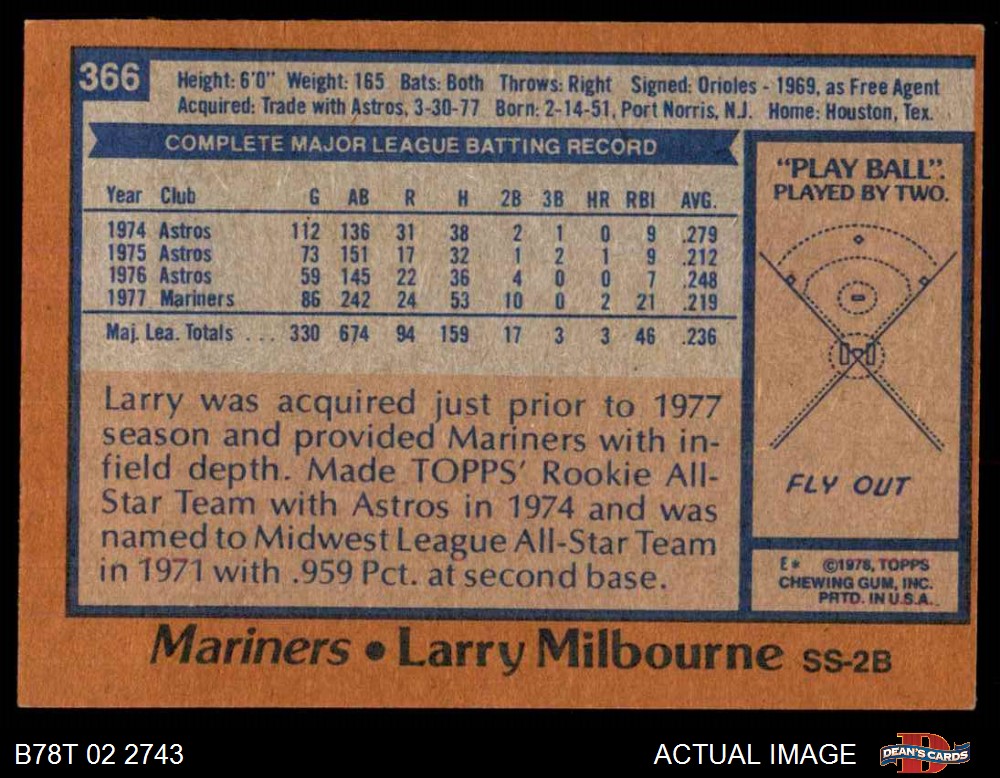 366
Height: 6'0" Weight: 165 Bats: Both Throws: Right Signed: Orioles - 1969, as Free Agent
Acquired: Trade with Astros, 3-30-77 Born: 2-14-51, Port Norris, N.J. Home: Houston, Tex.
COMPLETE MAJOR LEAGUE BATTING RECORD
Year Club G AB R H 2B 3B HR RBI AVG.
1974 Astros 112 136 31 38 2 1 0 9 .279
1975 Astros 73 151 17 32 1 2 1 9 .212
1976 Astros 59 145 22 36 4 0 0 7 .248
1977 Mariners 86 242 24 53 10 0 2 21 .219
Maj. Lea. Totals ... 330 674 94 159 17 3 3 46 .236
Larry was acquired just prior to 1977
season and provided Mariners with in-
field depth. Made TOPPS' Rookie All-
Star Team with Astros in 1974 and was
named to Midwest League All-Star Team
in 1971 with .959 Pct. at second base.
"PLAY BALL".
PLAYED BY TWO.
FLY OUT
E* ©1978, TOPPS
CHEWING GUM, INC.
PRTD. IN U.S.A.
Mariners • Larry Milbourne SS-2B
B78T 02 2743
ACTUAL IMAGE
D
DEAN'S CARDS